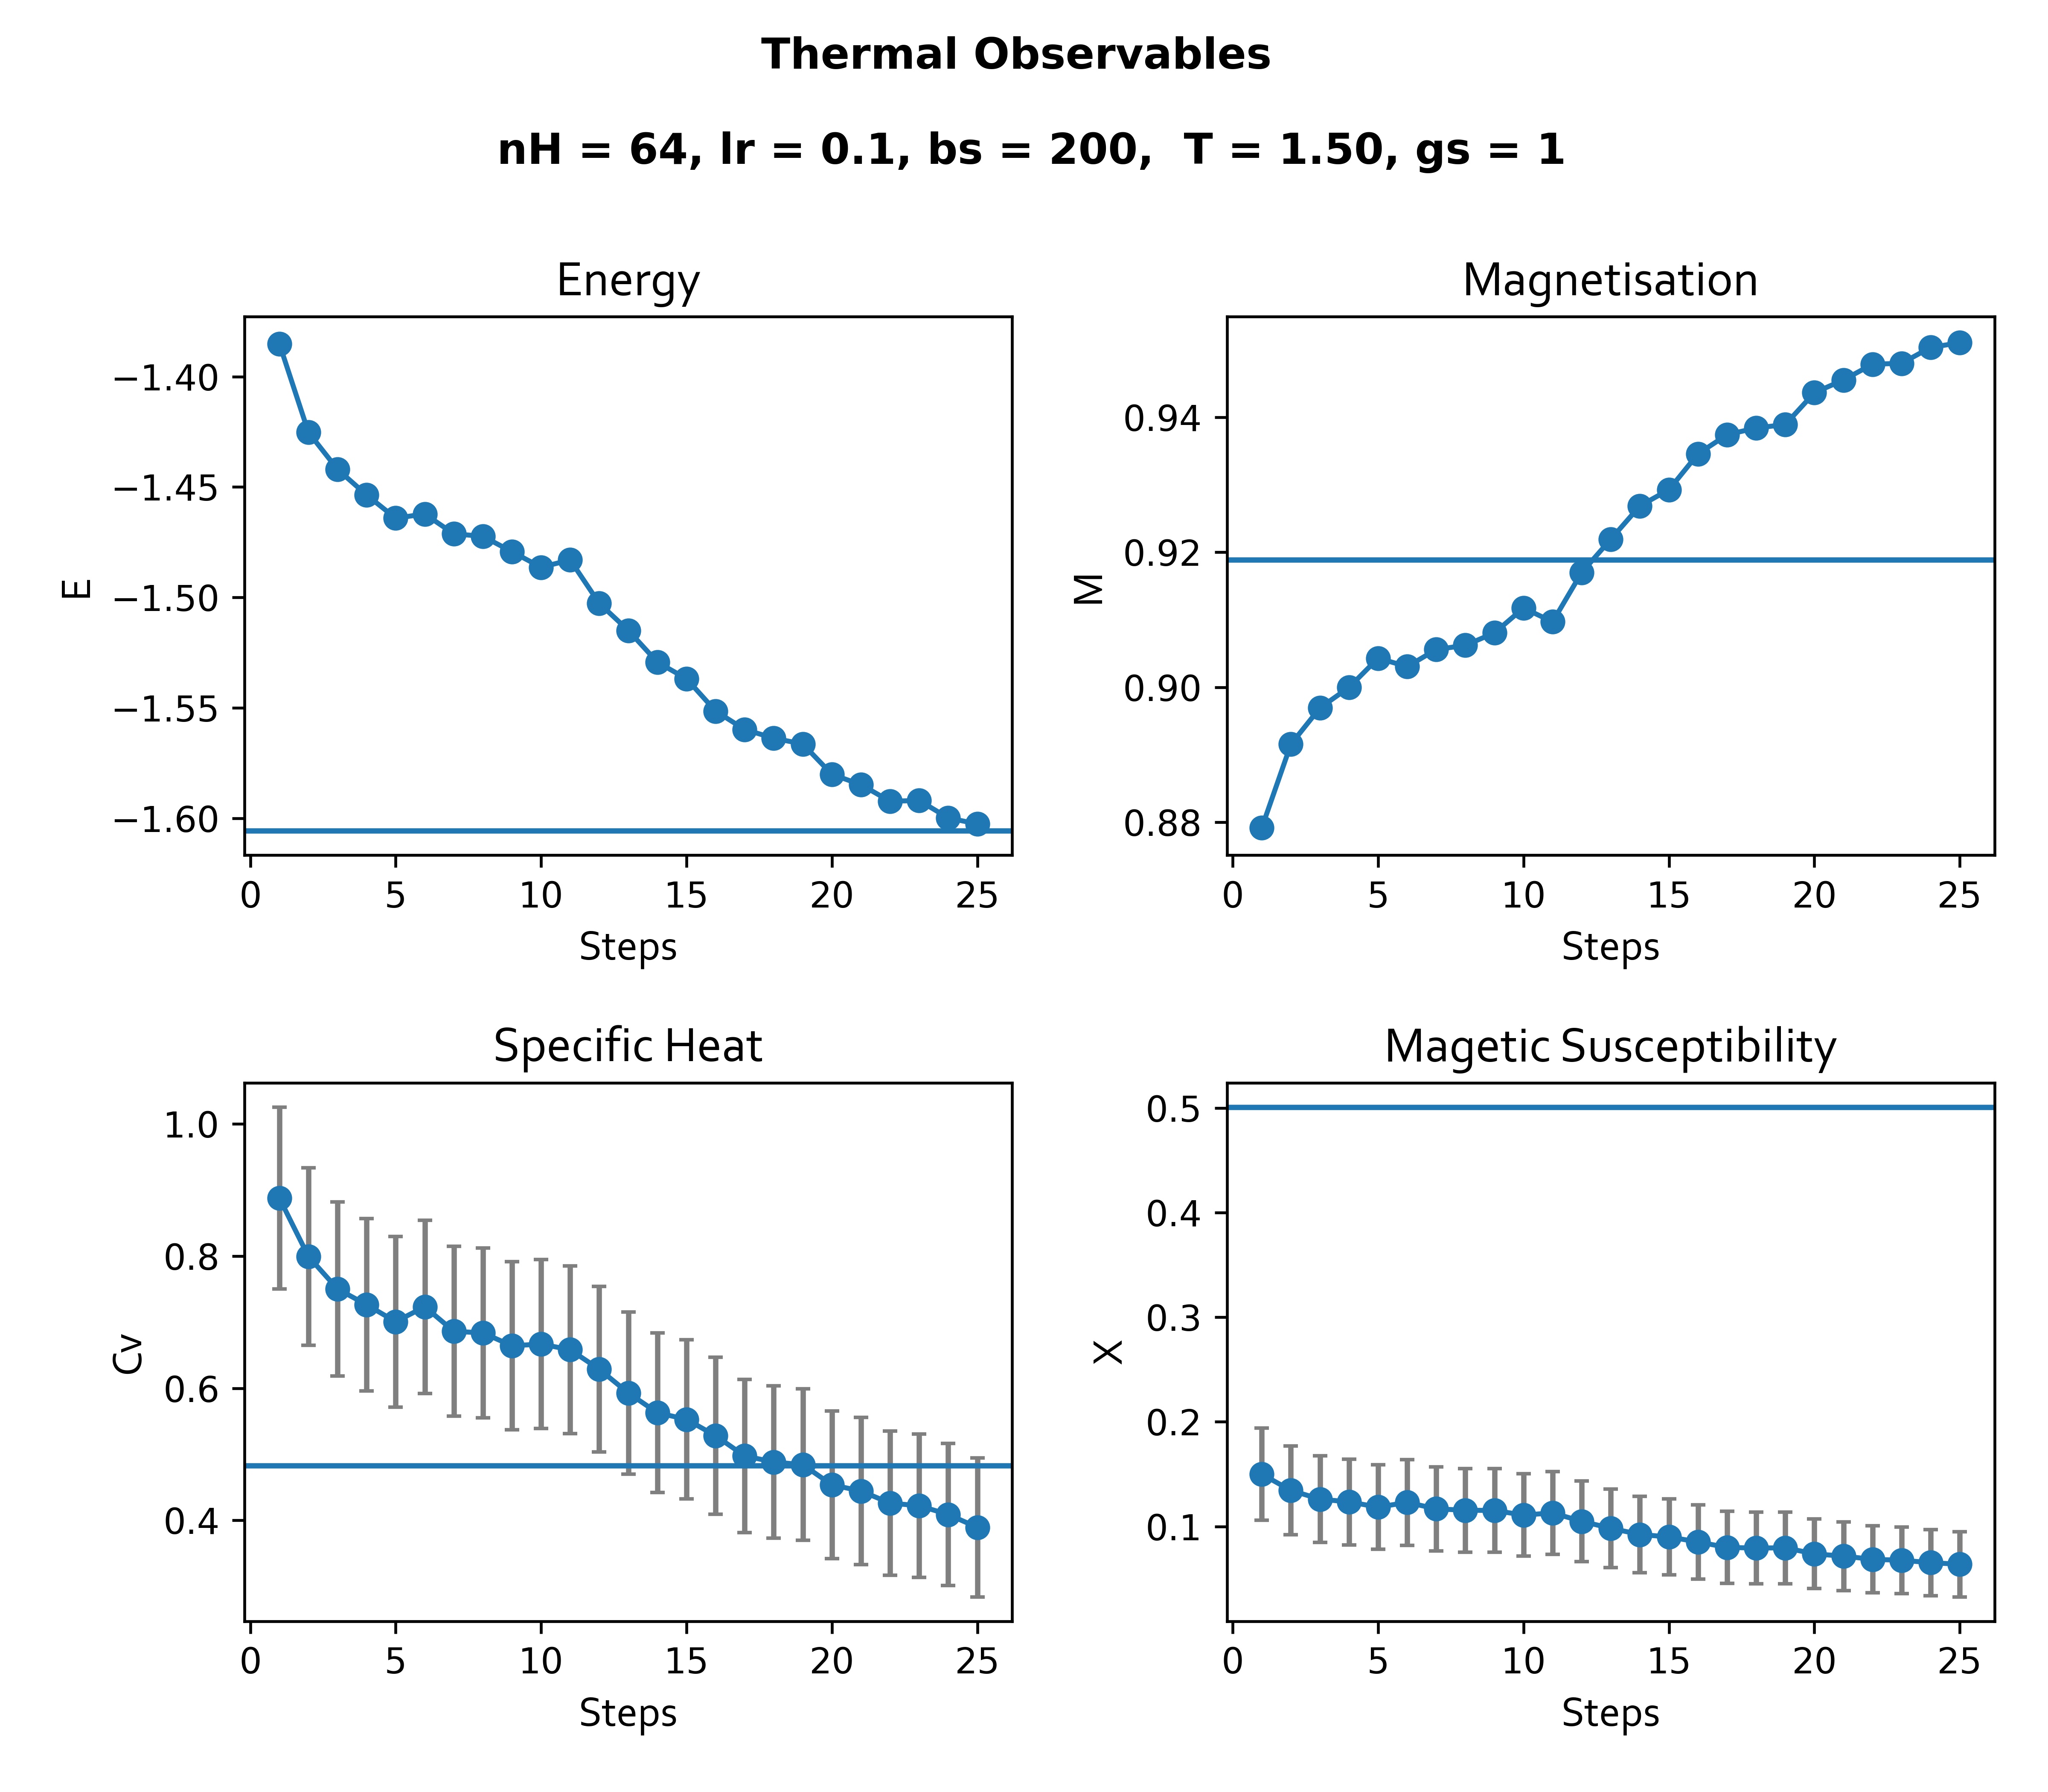 Thermal Observables
nH = 64, lr = 0.1, bs = 200,  T = 1.50, gs = 1
Energy
E
−1.40
−1.45
−1.50
−1.55
−1.60
0 5 10 15 20 25
Steps
Magnetisation
M
0.94
0.92
0.90
0.88
0 5 10 15 20 25
Steps
Specific Heat
Cv
1.0
0.8
0.6
0.4
0 5 10 15 20 25
Steps
Magetic Susceptibility
X
0.5
0.4
0.3
0.2
0.1
0 5 10 15 20 25
Steps